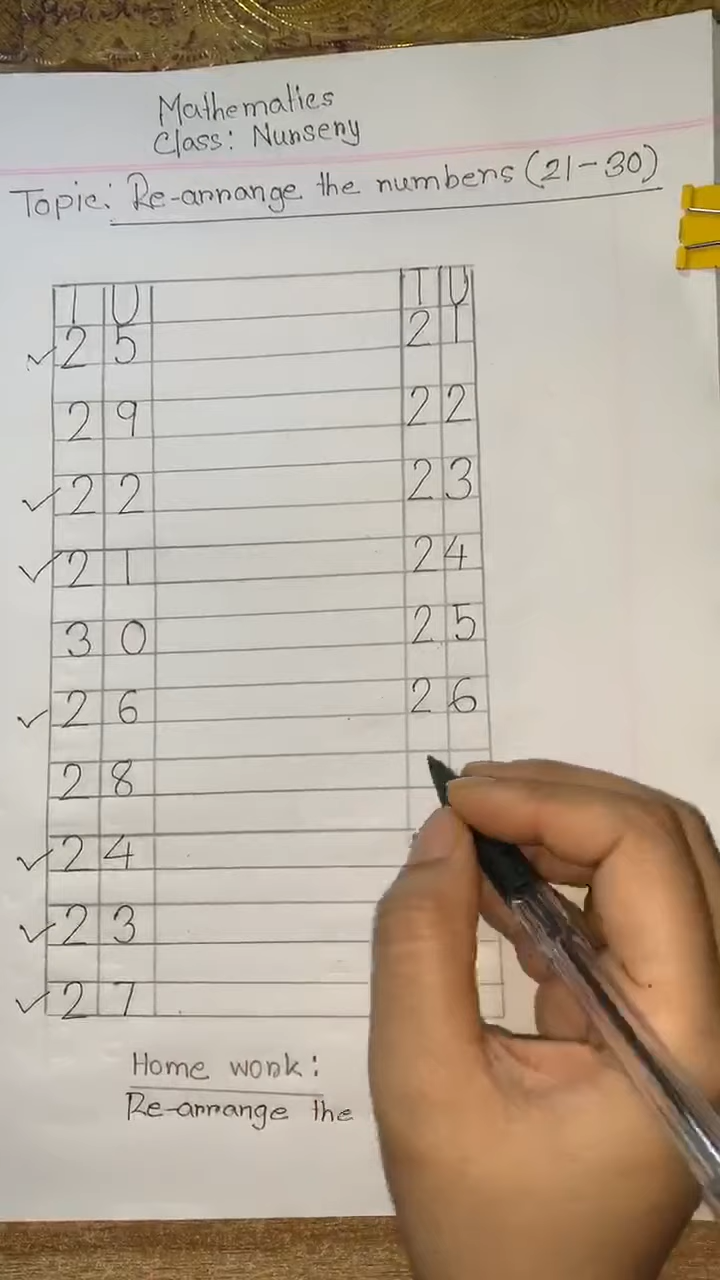 Mathematics
Class: Nunseny
Topic: Re-annange the numbens (21-30)
T U T U
✓ 2 5 2 1
2 9 2 2
✓ 2 2 2 3
✓ 2 1 2 4
3 0 2 5
✓ 2 6 2 6
2 8
✓ 2 4
✓ 2 3
✓ 2 7
Home wonk:
Re-annange the